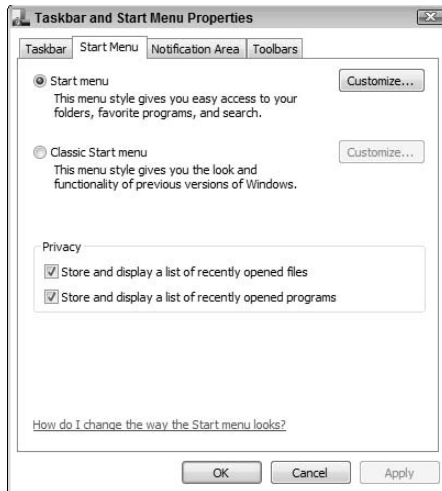 Taskbar and Start Menu Properties
Taskbar Start Menu Notification Area Toolbars
Start menu Customize...
This menu style gives you easy access to your
folders, favorite programs, and search.
Classic Start menu Customize...
This menu style gives you the look and
functionality of previous versions of Windows.
Privacy
Store and display a list of recently opened files
Store and display a list of recently opened programs
How do I change the way the Start menu looks?
OK Cancel Apply